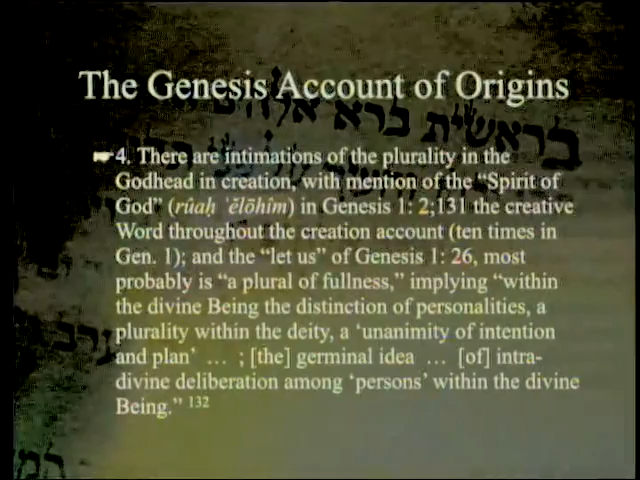 The Genesis Account of Origins
בראשית ברא אלהים
☛4. There are intimations of the plurality in the
Godhead in creation, with mention of the “Spirit of
God” (rûaḥ ʾĕlōhîm) in Genesis 1: 2;131 the creative
Word throughout the creation account (ten times in
Gen. 1); and the “let us” of Genesis 1: 26, most
probably is “a plural of fullness,” implying “within
the divine Being the distinction of personalities, a
plurality within the deity, a ‘unanimity of intention
and plan’ … ; [the] germinal idea … [of] intra-
divine deliberation among ‘persons’ within the divine
Being.” 132